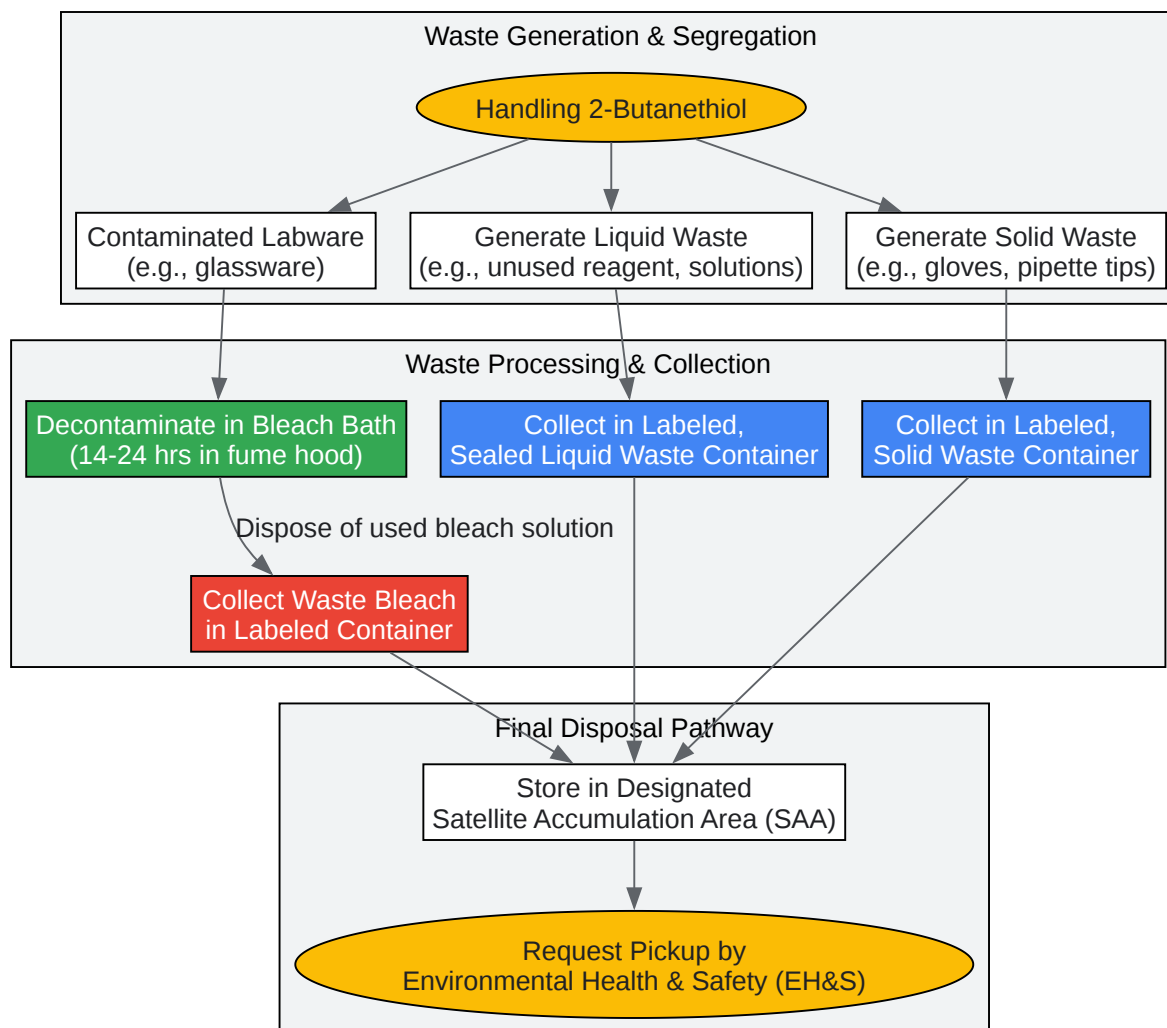 Waste Generation & Segregation
Handling 2-Butanethiol
Contaminated Labware
(e.g., glassware)
Generate Liquid Waste
(e.g., unused reagent, solutions)
Generate Solid Waste
(e.g., gloves, pipette tips)
Waste Processing & Collection
Decontaminate in Bleach Bath
(14-24 hrs in fume hood)
Collect in Labeled,
Sealed Liquid Waste Container
Collect in Labeled,
Solid Waste Container
Dispose of used bleach solution
Collect Waste Bleach
in Labeled Container
Final Disposal Pathway
Store in Designated
Satellite Accumulation Area (SAA)
Request Pickup by
Environmental Health & Safety (EH&S)